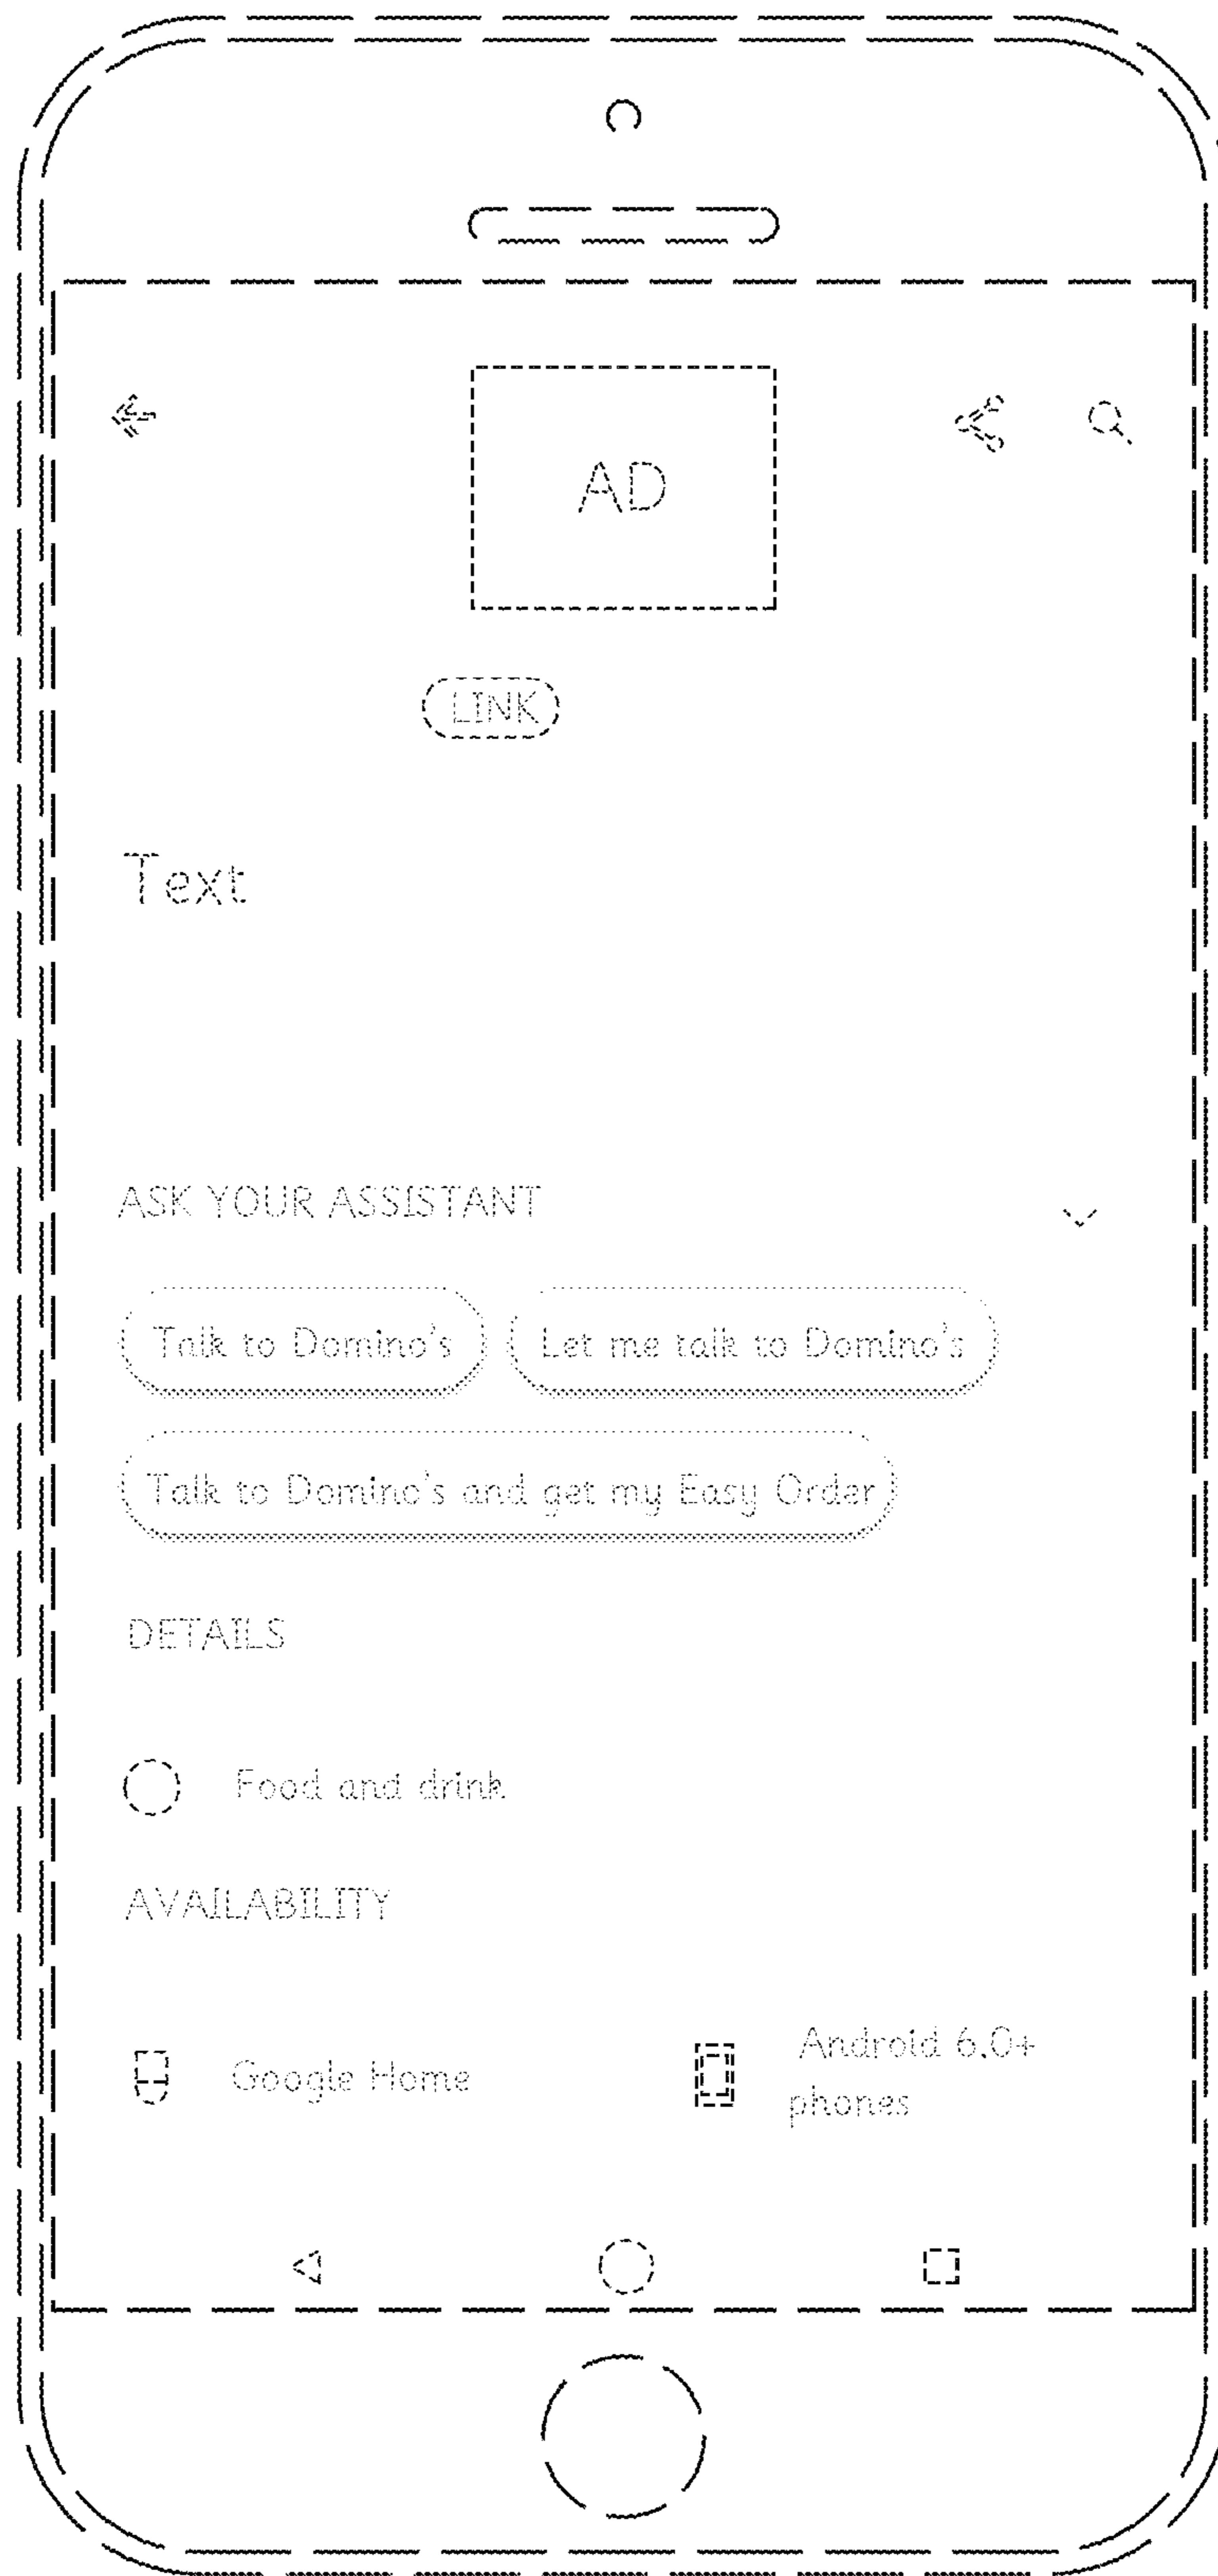 AD
LINK
Text
ASK YOUR ASSISTANT
Talk to Domino's
Let me talk to Domino's
Talk to Domino's and get my Easy Order
DETAILS
Food and drink
AVAILABILITY
Google Home
Android 6.0+
phones